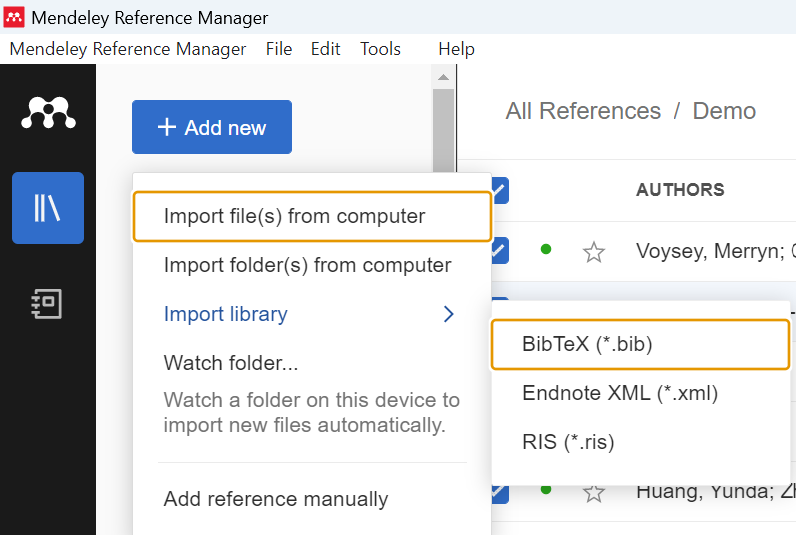 Mendeley Reference Manager
Mendeley Reference Manager File Edit Tools Help
+ Add new
All References / Demo
Import file(s) from computer
AUTHORS
Import folder(s) from computer
Voysey, Merryn;
Import library
BibTeX (*.bib)
Watch folder...
Endnote XML (*.xml)
Watch a folder on this device to
import new files automatically.
RIS (*.ris)
Add reference manually
Huang, Yunda;